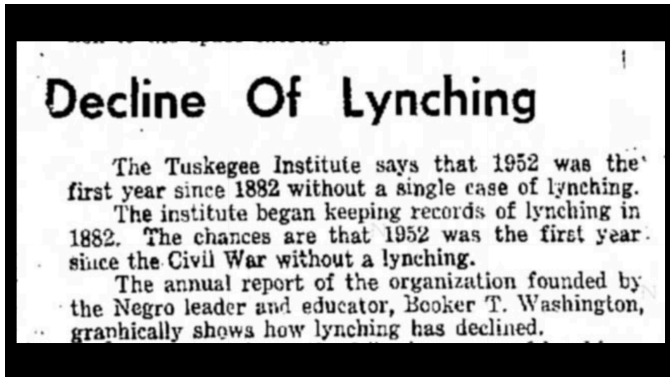 Decline Of Lynching
The Tuskegee Institute says that 1952 was the
first year since 1882 without a single case of lynching.
The institute began keeping records of lynching in
1882. The chances are that 1952 was the first year
since the Civil War without a lynching.
The annual report of the organization founded by
the Negro leader and educator, Booker T. Washington,
graphically shows how lynching has declined.